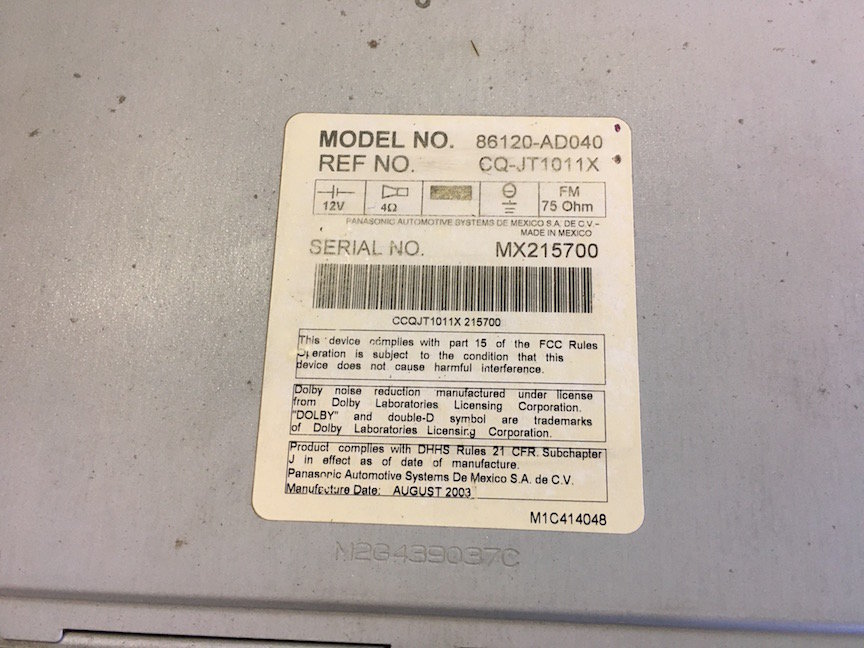 MODEL NO. 86120-AD040
REF NO. CQ-JT1011X
12V 4Ω FM 75 Ohm
PANASONIC AUTOMOTIVE SYSTEMS DE MEXICO S.A. DE C.V.-
MADE IN MEXICO
SERIAL NO. MX215700
CCQJT1011X 215700
This device complies with part 15 of the FCC Rules
Operation is subject to the condition that this
device does not cause harmful interference.
Dolby noise reduction manufactured under license
from Dolby Laboratories Licensing Corporation.
"DOLBY" and double-D symbol are trademarks
of Dolby Laboratories Licensing Corporation.
Product complies with DHHS Rules 21 CFR. Subchapter
J in effect as of date of manufacture.
Panasonic Automotive Systems De Mexico S.A. de C.V.
Manufacture Date: AUGUST 2003
M1C414048
N2G439037C